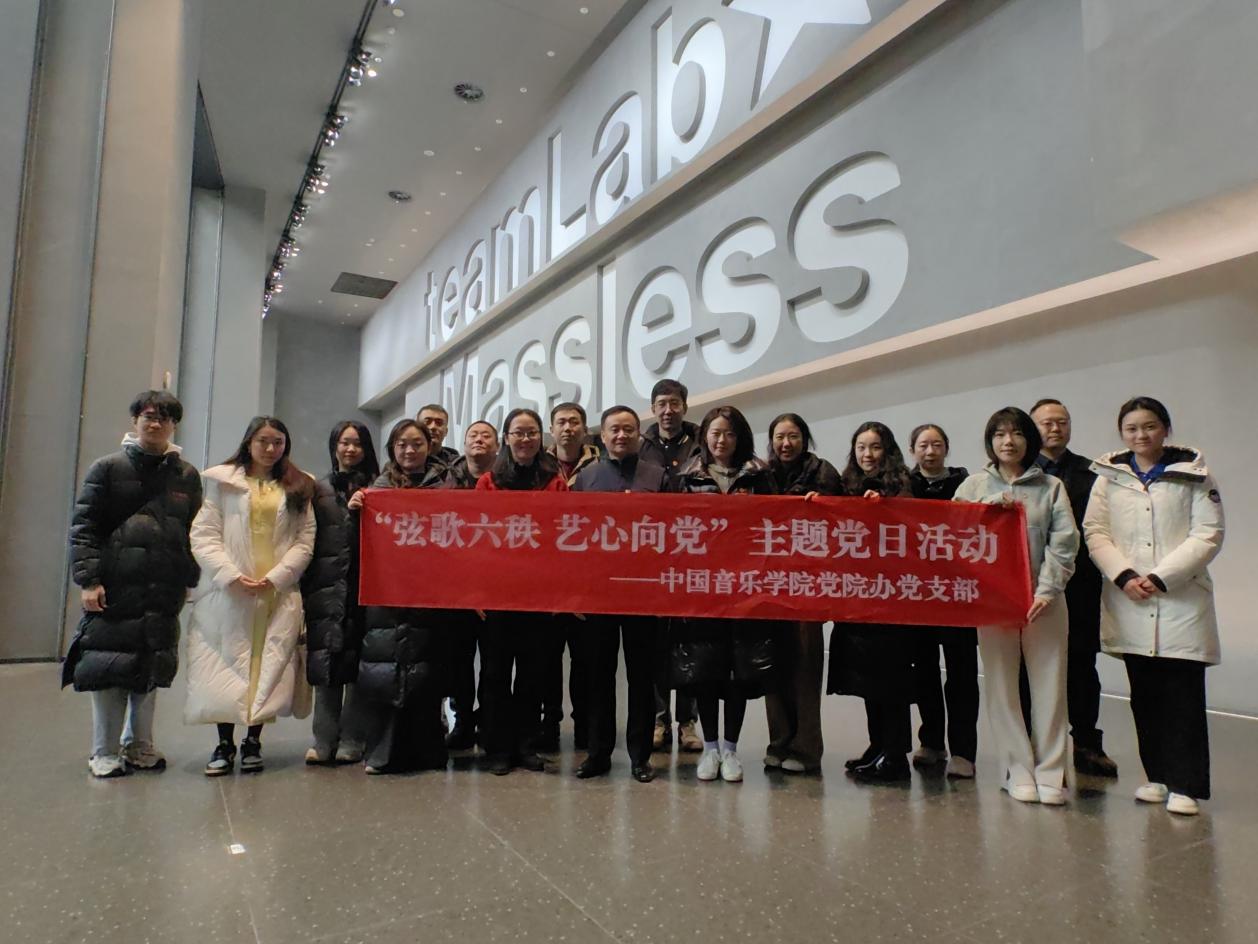 teamLab
Massless
“弦歌六秩 艺心向党” 主题党日活动
——中国音乐学院党院办党支部